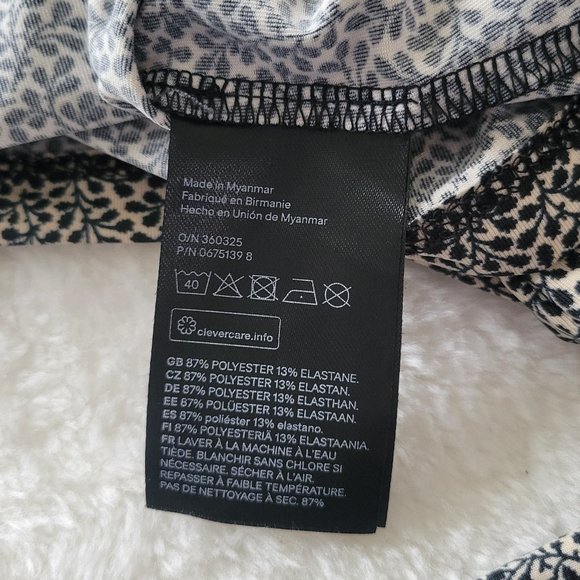 Made in Myanmar
Fabriqué en Birmanie
Hecho en Unión de Myanmar
O/N 360325
P/N 0675139 8
40
clevercare.info
GB 87% POLYESTER 13% ELASTANE.
CZ 87% POLYESTER 13% ELASTAN.
DE 87% POLYESTER 13% ELASTHAN.
EE 87% POLÜESTER 13% ELASTAAN.
ES 87% poliéster 13% elastano.
FI 87% POLYESTERIÄ 13% ELASTAANIA.
FR LAVER À LA MACHINE À L'EAU
TIÈDE. BLANCHIR SANS CHLORE SI
NÉCESSAIRE. SÉCHER À L'AIR.
REPASSER À FAIBLE TEMPÉRATURE.
PAS DE NETTOYAGE À SEC. 87%